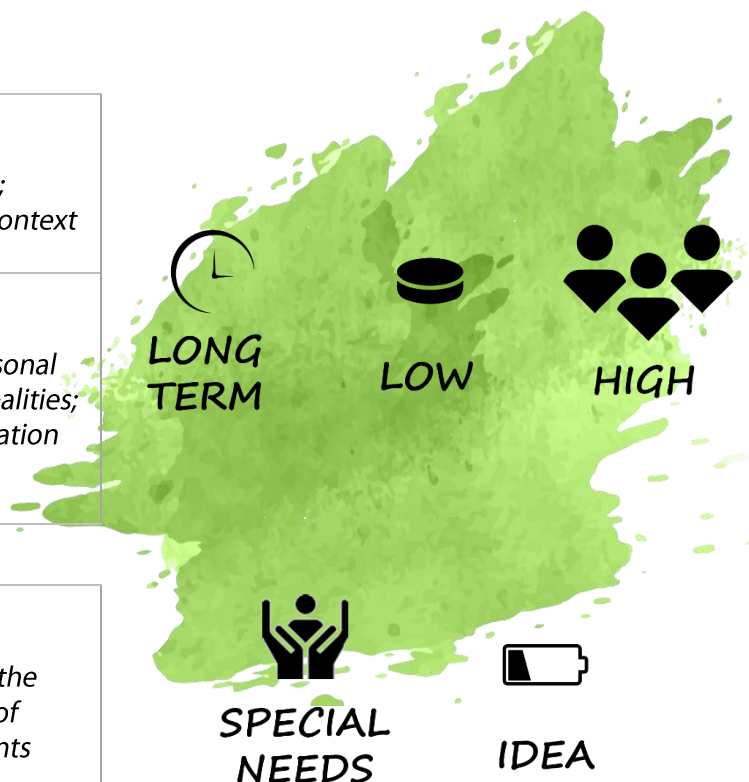 ;
ontext
sonal
alities;
ation
the
of
nts
LONG
TERM
LOW
HIGH
SPECIAL
NEEDS
IDEA